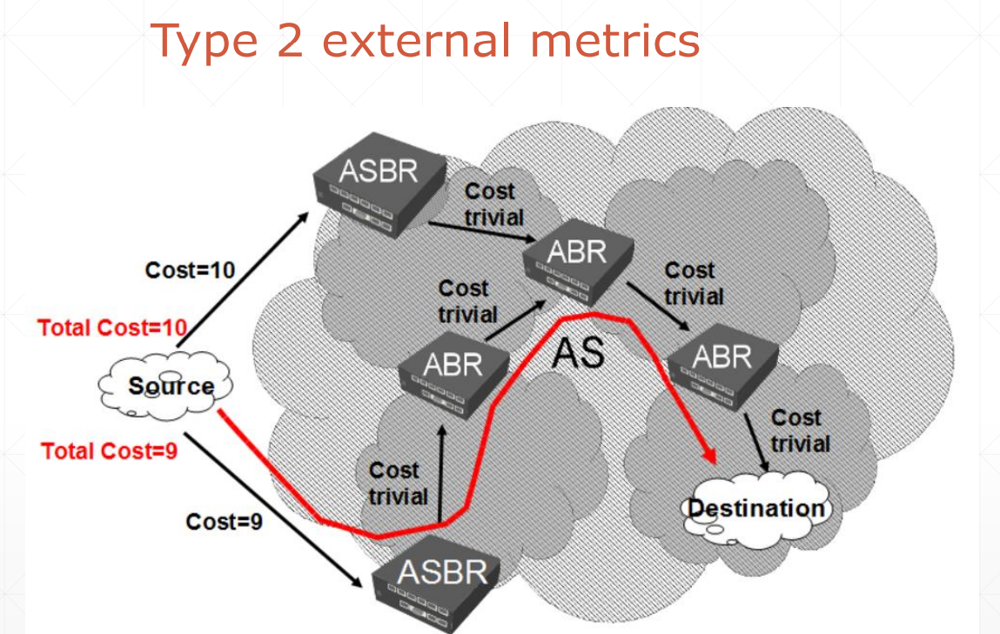 Type 2 external metrics
ASBR
Cost
trivial
ABR
Cost=10
Cost
trivial
Cost
trivial
Total Cost=10
AS
ABR
ABR
Source
Cost
trivial
Total Cost=9
Cost
trivial
Destination
Cost=9
ASBR